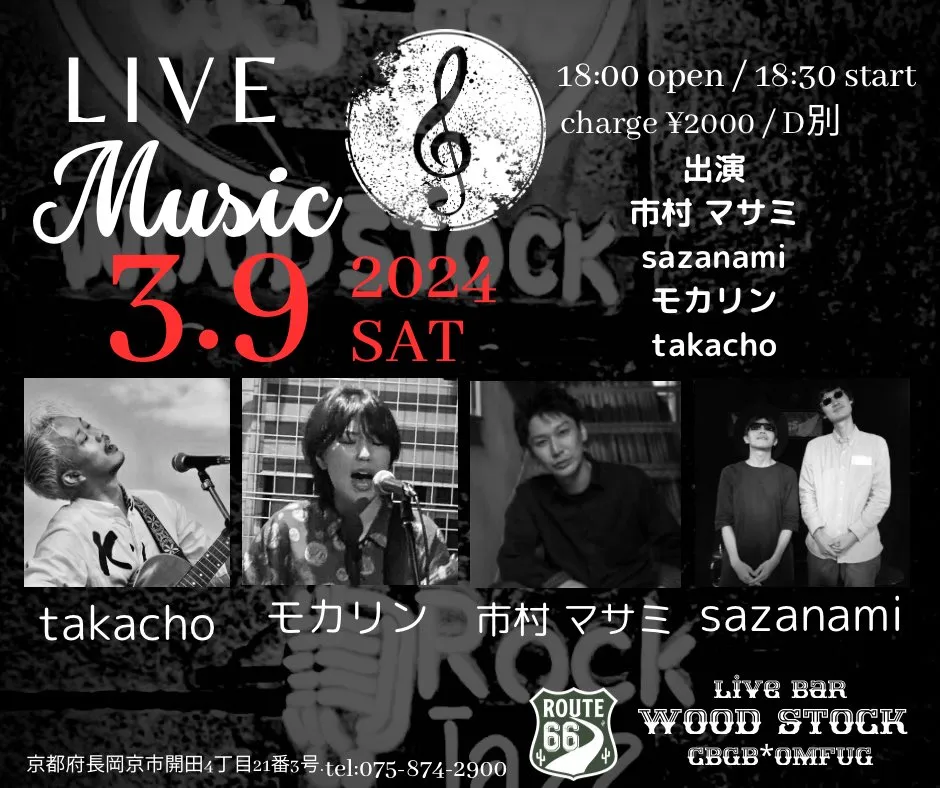 LIVE
Music
3.9
2024
SAT
18:00 open / 18:30 start
charge ¥2000 / D別
出演
市村 マサミ
sazanami
モカリン
takacho
WOODSTOCK
takacho
モカリン
市村 マサミ
sazanami
Rock
Jazz
ROUTE
66
LIVE BAR
WOOD STOCK
CBGB*OMFUG
京都府長岡京市開田4丁目21番3号.tel:075-874-2900